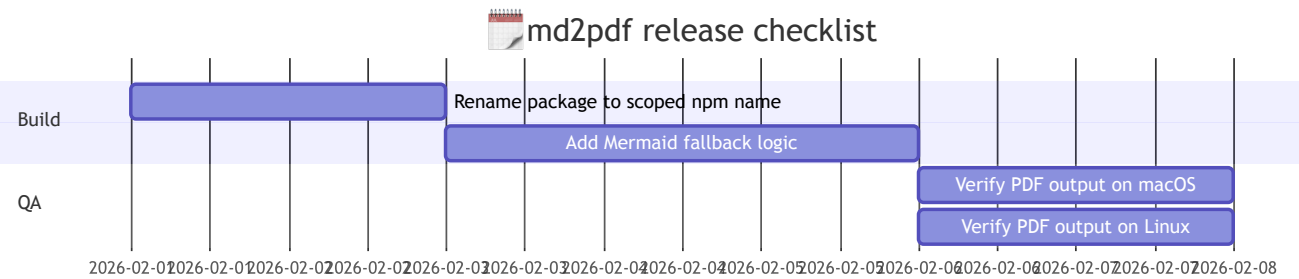 🗓️md2pdf release checklist
Build
Rename package to scoped npm name
Add Mermaid fallback logic
QA
Verify PDF output on macOS
Verify PDF output on Linux
2026-02-01 2026-02-01 2026-02-02 2026-02-02 2026-02-03 2026-02-03 2026-02-04 2026-02-04 2026-02-05 2026-02-05 2026-02-06 2026-02-06 2026-02-07 2026-02-07 2026-02-08